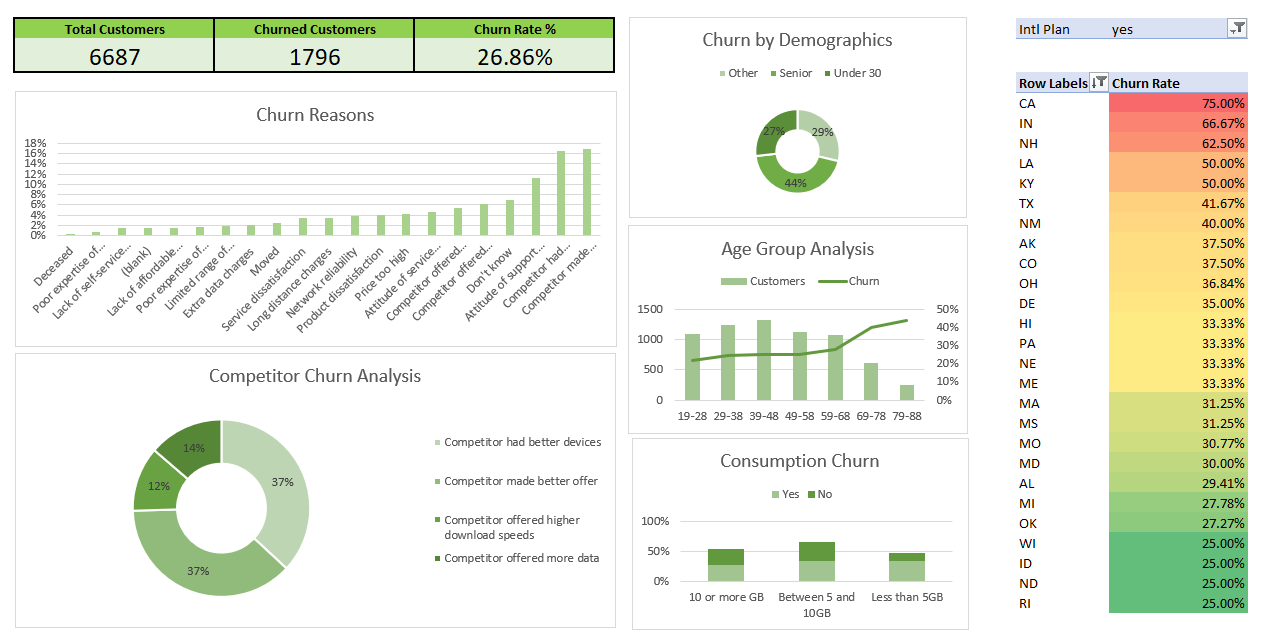 Total Customers
Churned Customers
Churn Rate %
6687
1796
26.86%
Churn Reasons
18%
16%
14%
12%
10%
8%
6%
4%
2%
0%
Deceased
Poor expertise of...
Lack of self-service...
(blank)
Lack of affordable...
Poor expertise of...
Limited range of...
Extra data charges
Moved
Service dissatisfaction
Long distance charges
Network reliability
Product dissatisfaction
Price too high
Attitude of service...
Competitor offered...
Competitor offered...
Don't know
Attitude of support...
Competitor had...
Competitor made...
Competitor Churn Analysis
14%
12%
37%
37%
Competitor had better devices
Competitor made better offer
Competitor offered higher
download speeds
Competitor offered more data
Churn by Demographics
Other Senior Under 30
27%
29%
44%
Age Group Analysis
Customers Churn
1500
1000
500
0
50%
40%
30%
20%
10%
0%
19-28 29-38 39-48 49-58 59-68 69-78 79-88
Consumption Churn
Yes No
100%
50%
0%
10 or more GB
Between 5 and
10GB
Less than 5GB
Intl Plan yes
Row Labels Churn Rate
CA 75.00%
IN 66.67%
NH 62.50%
LA 50.00%
KY 50.00%
TX 41.67%
NM 40.00%
AK 37.50%
CO 37.50%
OH 36.84%
DE 35.00%
HI 33.33%
PA 33.33%
NE 33.33%
ME 33.33%
MA 31.25%
MS 31.25%
MO 30.77%
MD 30.00%
AL 29.41%
MI 27.78%
OK 27.27%
WI 25.00%
ID 25.00%
ND 25.00%
RI 25.00%